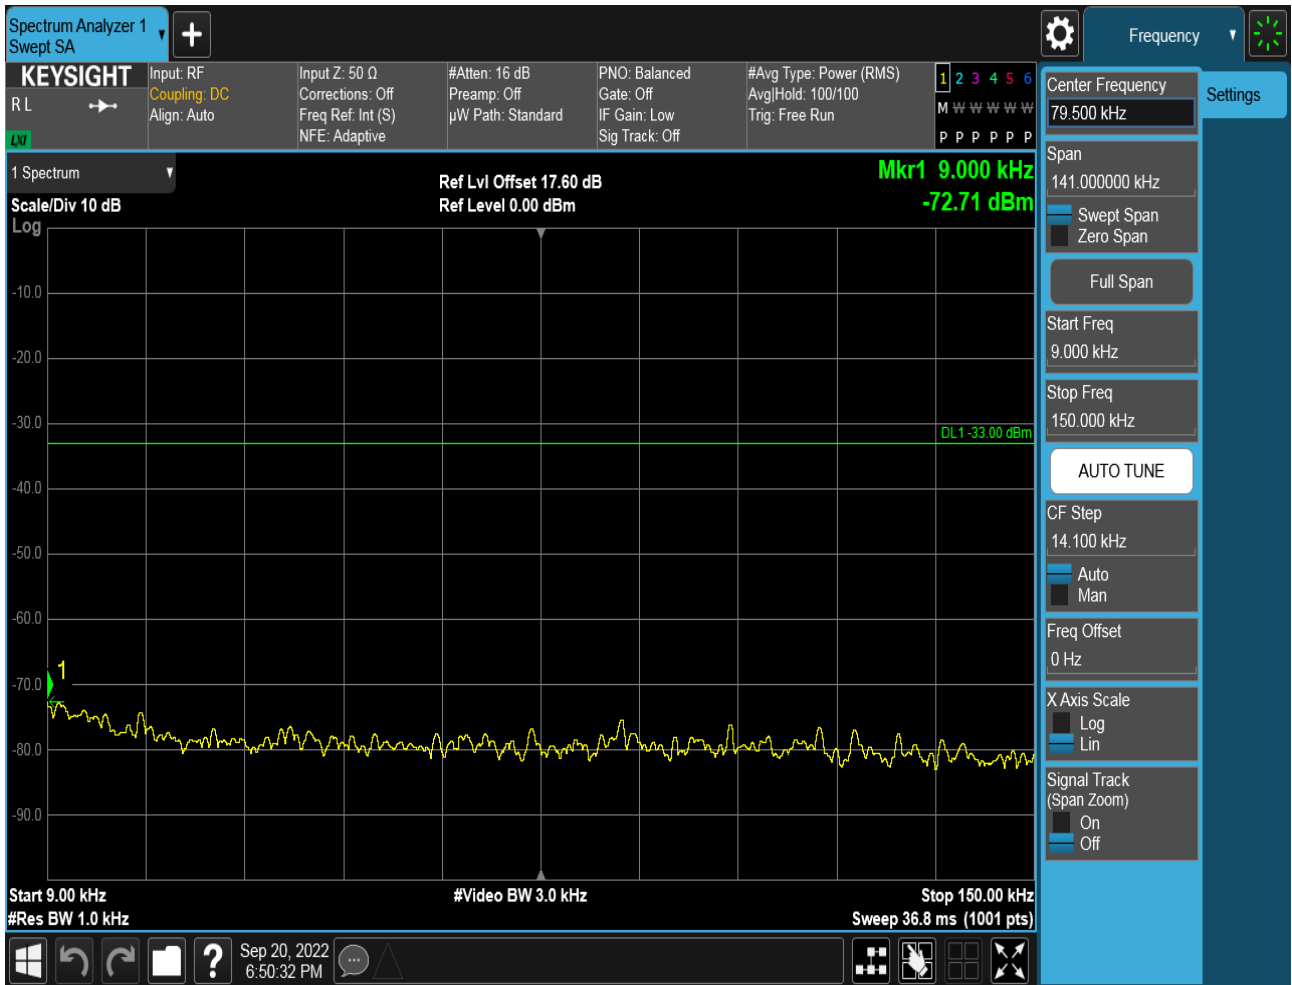 Spectrum Analyzer 1
Swept SA
Frequency
KEYSIGHT
R L
LXI
Input: RF
Coupling: DC
Align: Auto
Input Z: 50 Ω
Corrections: Off
Freq Ref: Int (S)
NFE: Adaptive
#Atten: 16 dB
Preamp: Off
µW Path: Standard
PNO: Balanced
Gate: Off
IF Gain: Low
Sig Track: Off
#Avg Type: Power (RMS)
Avg|Hold: 100/100
Trig: Free Run
1 2 3 4 5 6
M W W W W W
P P P P P P
1 Spectrum
Scale/Div 10 dB
Log
Ref Lvl Offset 17.60 dB
Ref Level 0.00 dBm
Mkr1 9.000 kHz
-72.71 dBm
-10.0
-20.0
-30.0
DL1 -33.00 dBm
-40.0
-50.0
-60.0
1
-70.0
-80.0
-90.0
Start 9.00 kHz
#Res BW 1.0 kHz
#Video BW 3.0 kHz
Stop 150.00 kHz
Sweep 36.8 ms (1001 pts)
Sep 20, 2022
6:50:32 PM
?
Center Frequency
79.500 kHz
Settings
Span
141.000000 kHz
Swept Span
Zero Span
Full Span
Start Freq
9.000 kHz
Stop Freq
150.000 kHz
AUTO TUNE
CF Step
14.100 kHz
Auto
Man
Freq Offset
0 Hz
X Axis Scale
Log
Lin
Signal Track
(Span Zoom)
On
Off